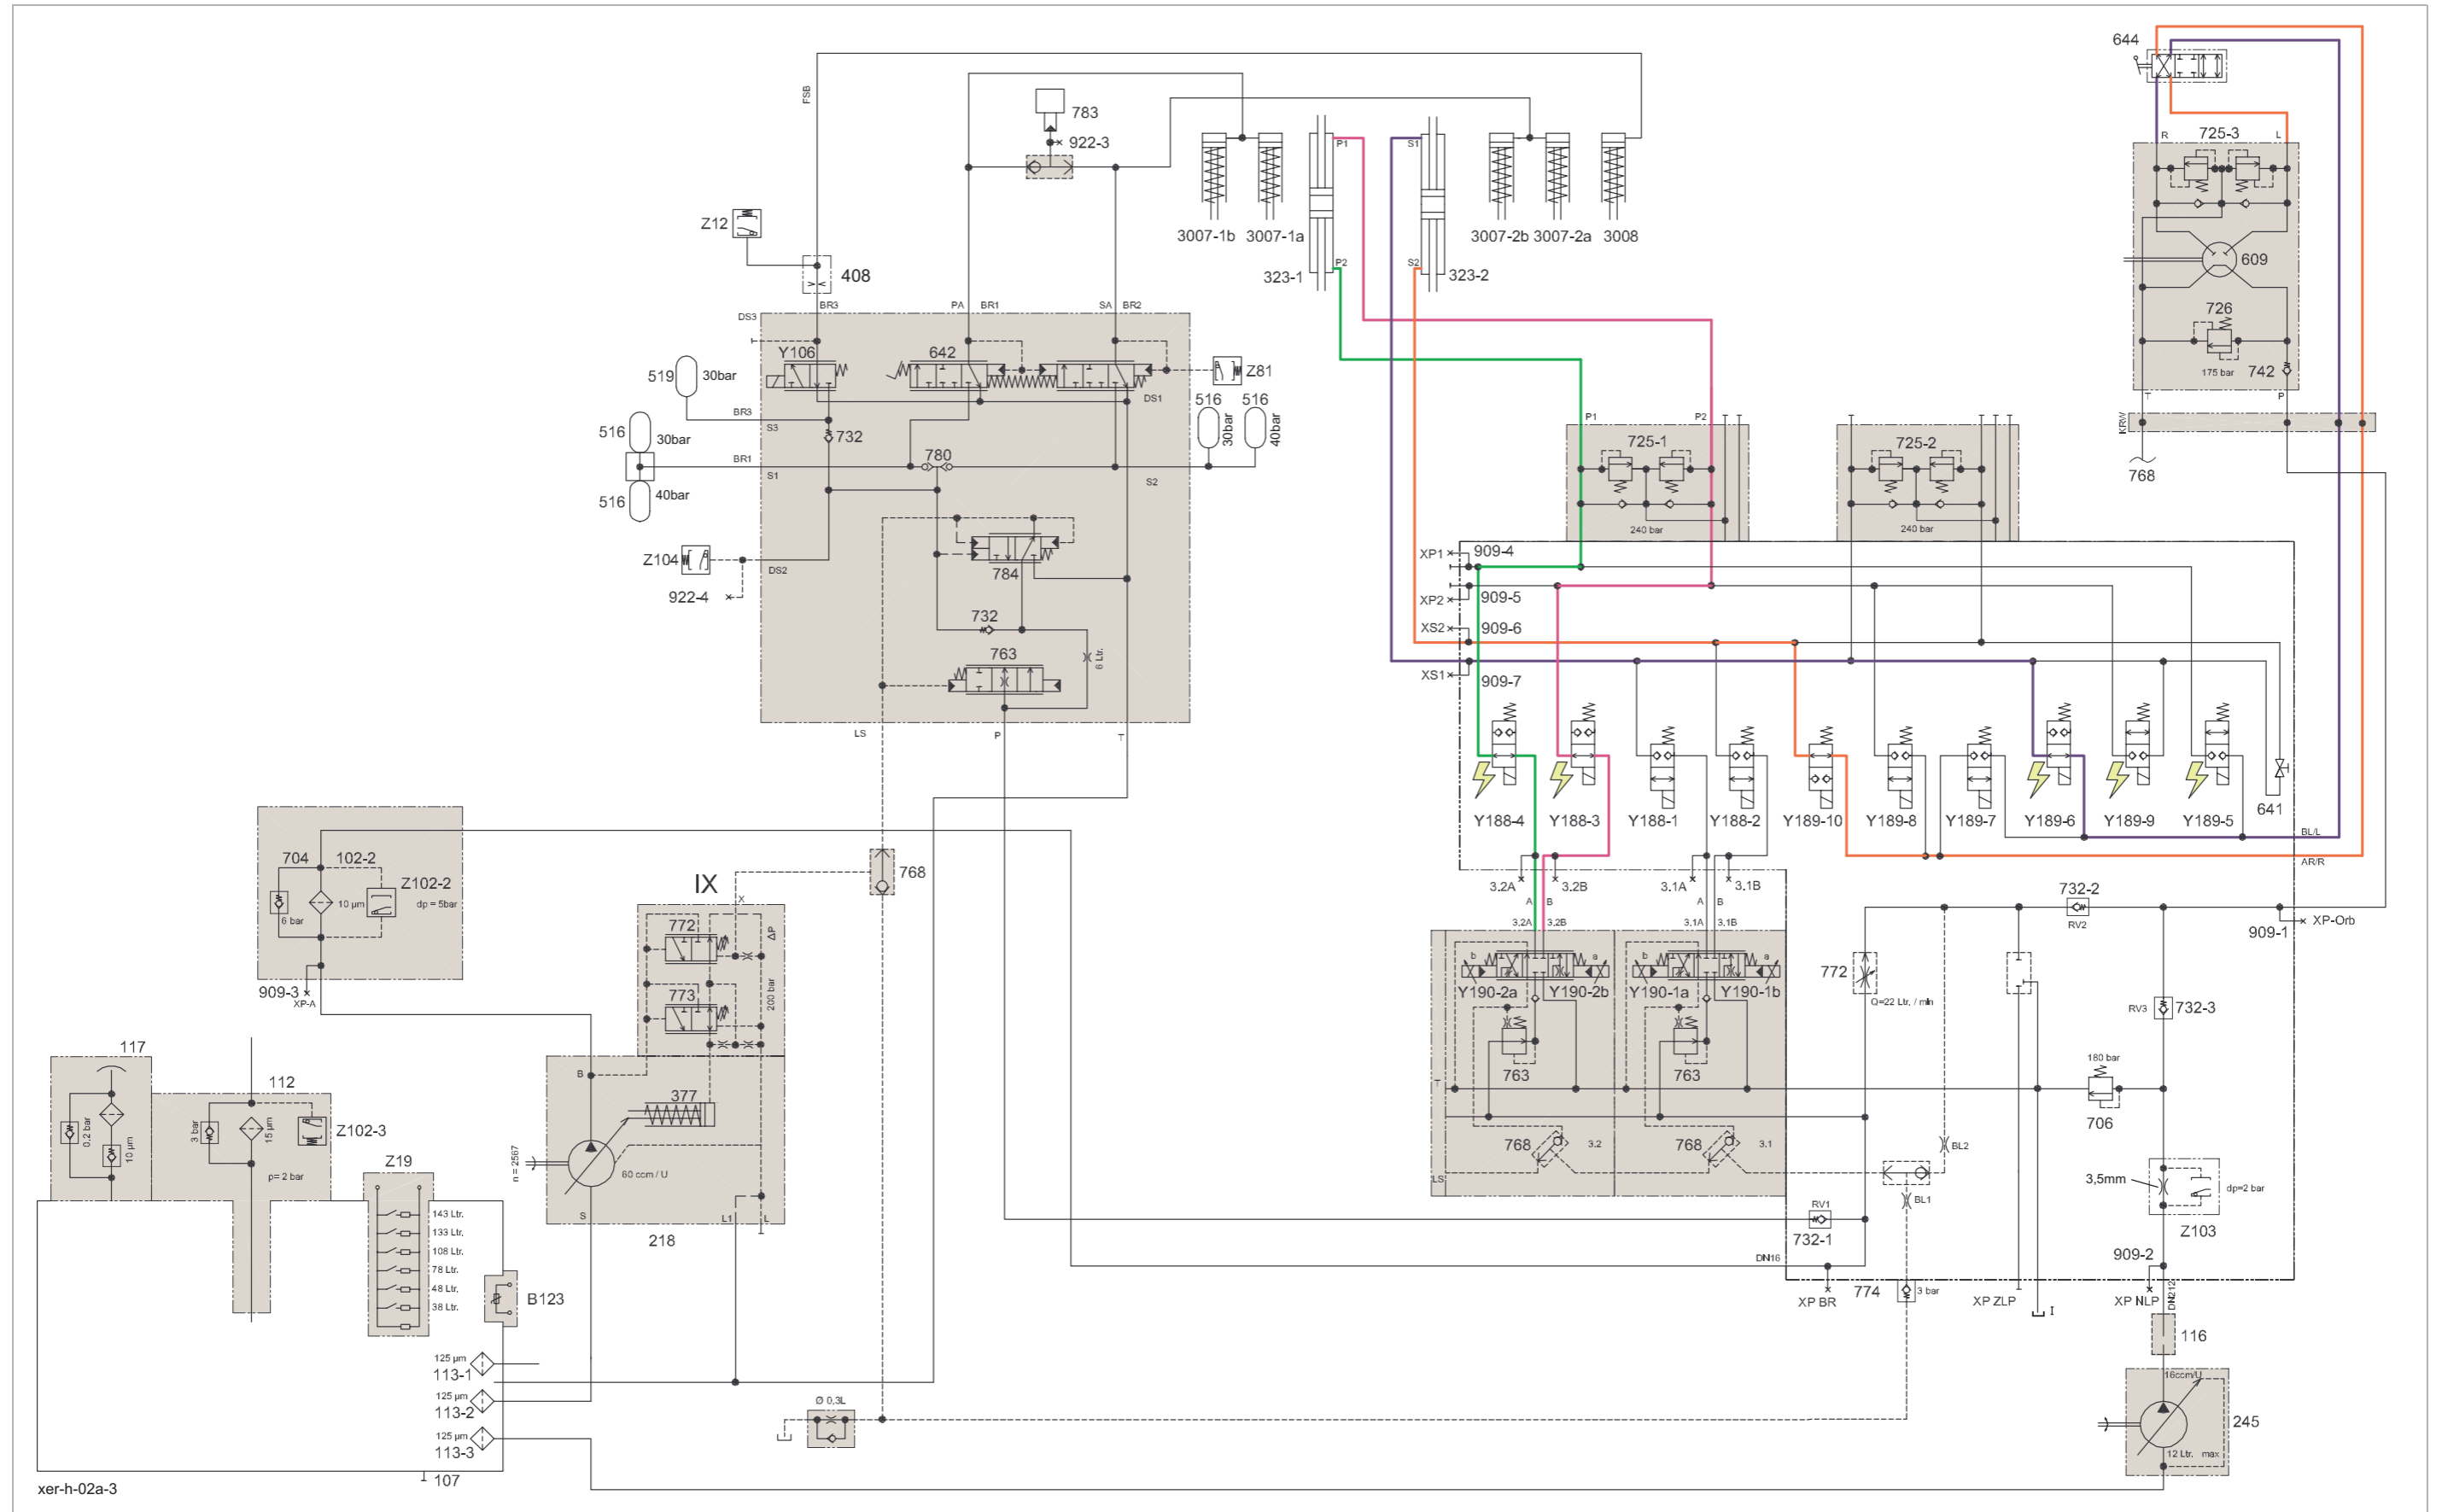 644
FSB
783
922-3
R
725-3
L
P1
S1
Z12
3007-1b
3007-1a
3007-2b
3007-2a
3008
609
P2
S2
323-1
323-2
408
BR3
PA
BR1
SA
BR2
726
DS3
Y106
642
519
30bar
Z81
175 bar
742
DS1
516
516
T
P
BR3
S3
30bar
40bar
P1
P2
516
30bar
732
KRW
725-1
725-2
BR1
780
S1
S2
768
516
40bar
240 bar
240 bar
Z104
784
DS2
XP1
909-4
922-4
XP2
909-5
732
XS2
909-6
763
6 Ltr.
XS1
909-7
LS
P
T
Y188-4
Y188-3
Y188-1
Y188-2
Y189-10
Y189-8
Y189-7
Y189-6
Y189-9
Y189-5
641
BL/L
AR/R
704
102-2
Z102-2
10 µm
dp = 5bar
6 bar
768
IX
3.2A
3.2B
3.1A
3.1B
732-2
X
A
B
A
B
RV2
XP-Orb
3.2A
3.2B
3.1A
3.1B
909-1
772
ΔP
b
a
b
a
772
909-3
XP-A
Y190-2a
Y190-2b
Y190-1a
Y190-1b
Q=22 Ltr. / min
773
200 bar
RV3
732-3
117
180 bar
B
763
763
112
377
T
706
0,2 bar
10 µm
3 bar
15 µm
Z102-3
768
3.2
768
3.1
BL2
Z19
n = 2567
60 ccm / U
p= 2 bar
LS
3,5mm
dp=2 bar
BL1
143 Ltr.
S
L1
L
RV1
133 Ltr.
218
732-1
Z103
108 Ltr.
DN16
909-2
78 Ltr.
48 Ltr.
B123
774
3 bar
38 Ltr.
XP BR
XP ZLP
I
XP NLP
DN212
116
125 µm
113-1
16ccm/U
125 µm
113-2
Ø 0,3L
245
125 µm
113-3
12 Ltr.
max
107
xer-h-02a-3